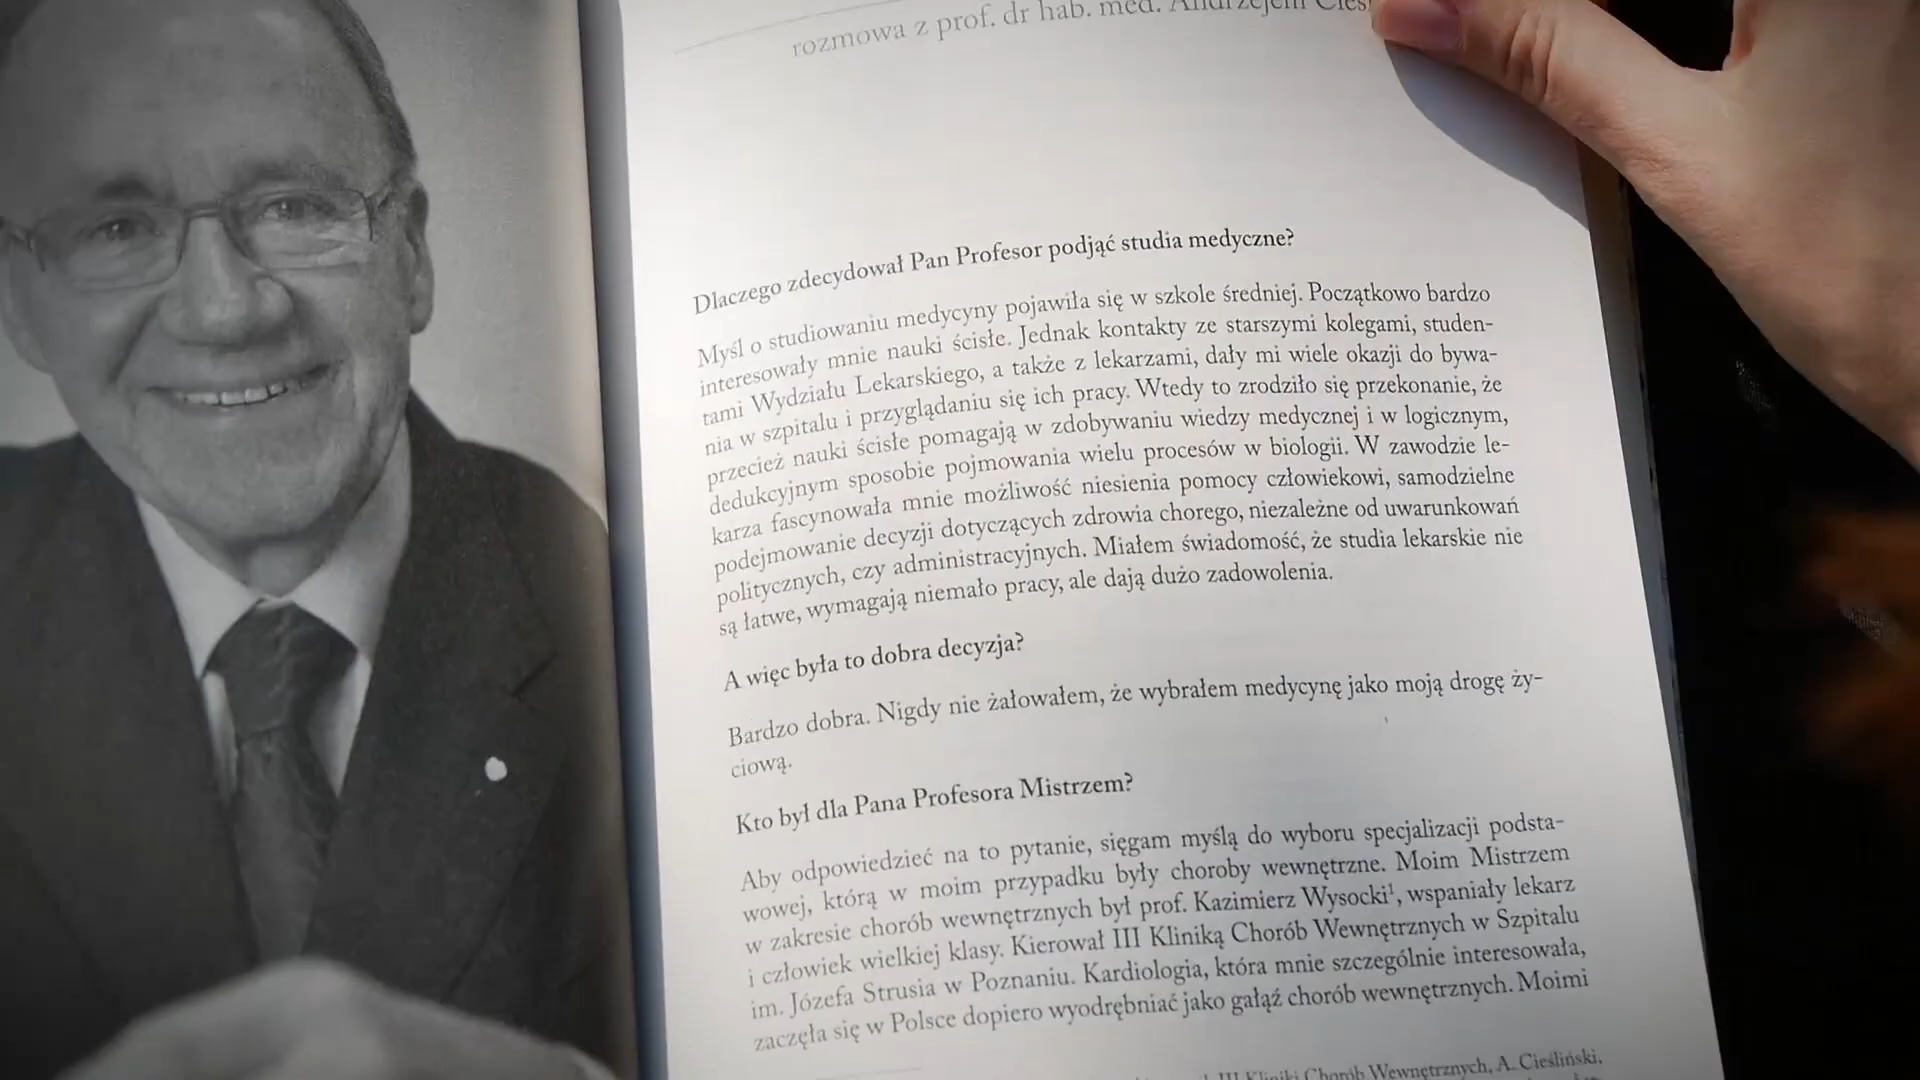 rozmowa z prof. dr hab. med. Andrzejem
Dlaczego zdecydował Pan Profesor podjąć studia medyczne?
Myśl o studiowaniu medycyny pojawiła się w szkole średniej. Początkowo bardzo
interesowały mnie nauki ścisłe. Jednak kontakty ze starszymi kolegami, studen-
tami Wydziału Lekarskiego, a także z lekarzami, dały mi wiele okazji do bywa-
nia w szpitalu i przyglądaniu się ich pracy. Wtedy to zrodziło się przekonanie, że
przecież nauki ścisłe pomagają w zdobywaniu wiedzy medycznej i w logicznym,
dedukcyjnym sposobie pojmowania wielu procesów w biologii. W zawodzie le-
karza fascynowała mnie możliwość niesienia pomocy człowiekowi, samodzielne
podejmowanie decyzji dotyczących zdrowia chorego, niezależne od uwarunkowań
politycznych, czy administracyjnych. Miałem świadomość, że studia lekarskie nie
są łatwe, wymagają niemało pracy, ale dają dużo zadowolenia.
A więc była to dobra decyzja?
Bardzo dobra. Nigdy nie żałowałem, że wybrałem medycynę jako moją drogę ży-
ciową.
Kto był dla Pana Profesora Mistrzem?
Aby odpowiedzieć na to pytanie, sięgam myślą do wyboru specjalizacji podsta-
wowej, którą w moim przypadku były choroby wewnętrzne. Moim Mistrzem
w zakresie chorób wewnętrznych był prof. Kazimierz Wysocki¹, wspaniały lekarz
i człowiek wielkiej klasy. Kierował III Kliniką Chorób Wewnętrznych w Szpitalu
im. Józefa Strusia w Poznaniu. Kardiologia, która mnie szczególnie interesowała,
zaczęła się w Polsce dopiero wyodrębniać jako gałąź chorób wewnętrznych. Moimi
III Kliniki Chorób Wewnętrznych, A. Cieśliński,